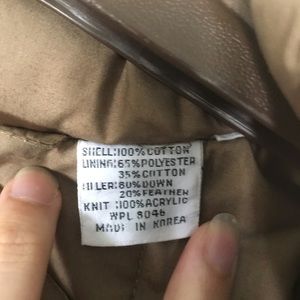 SHELL:100%COTTON
LINING:65%POLYESTER
35%COTTON
FILLER:80%DOWN
20%FEATHER
KNIT :100%ACRYLIC
WPL 8046
MADE IN KOREA